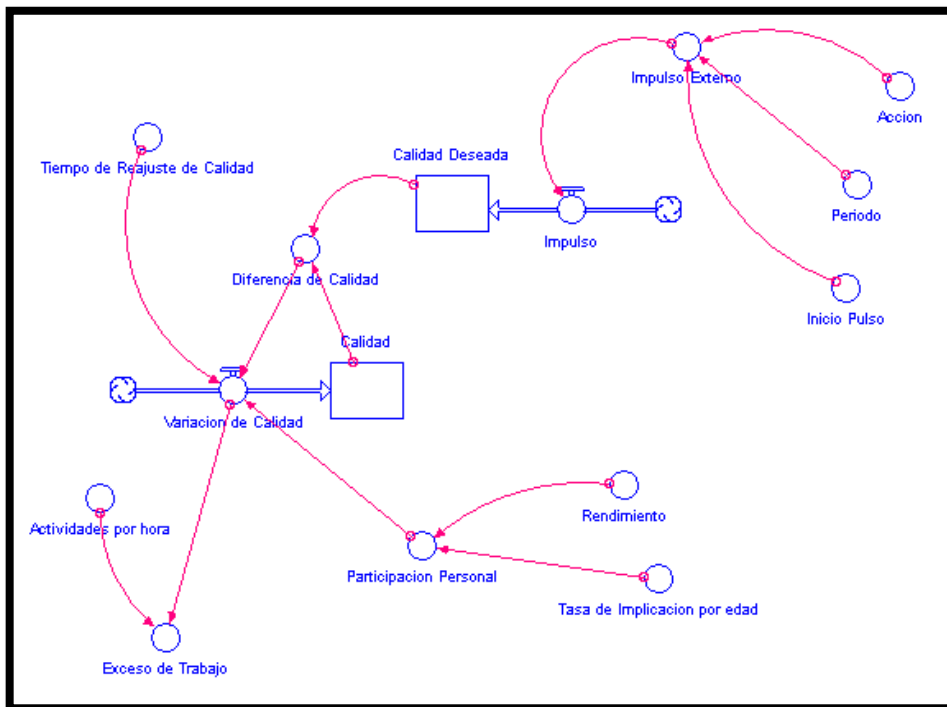 Impulso Externo
Accion
Tiempo de Reajuste de Calidad
Calidad Deseada
Periodo
Impulso
Diferencia de Calidad
Inicio Pulso
Calidad
Variacion de Calidad
Actividades por hora
Rendimiento
Participacion Personal
Tasa de Implicacion por edad
Exceso de Trabajo